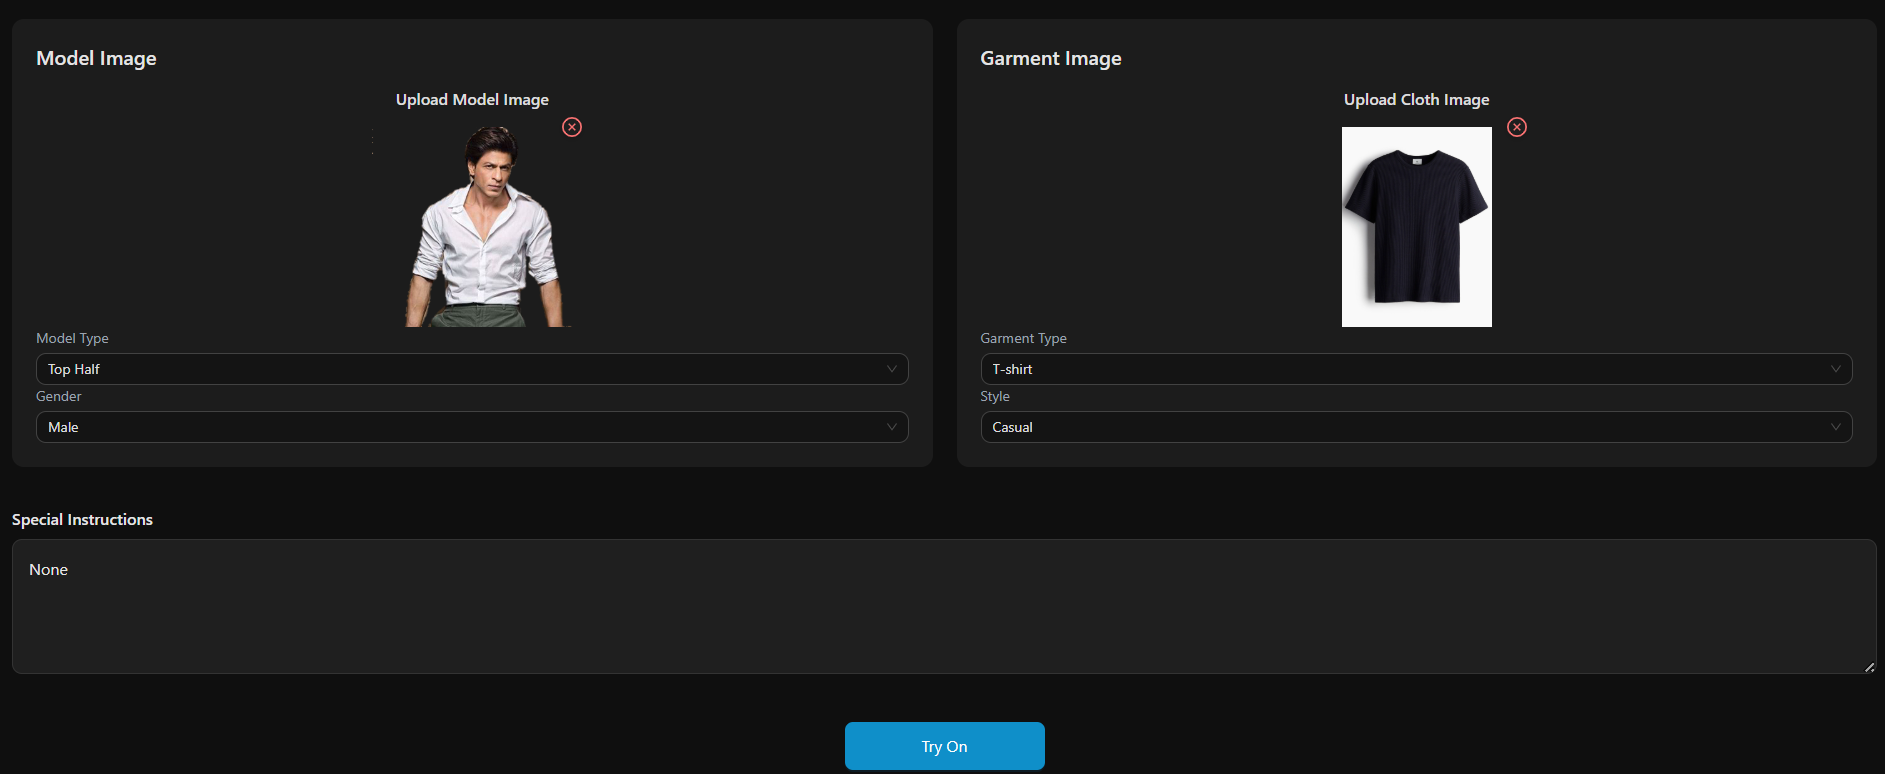 Model Image
Upload Model Image
Model Type
Top Half
Gender
Male
Garment Image
Upload Cloth Image
Garment Type
T-shirt
Style
Casual
Special Instructions
None
Try On